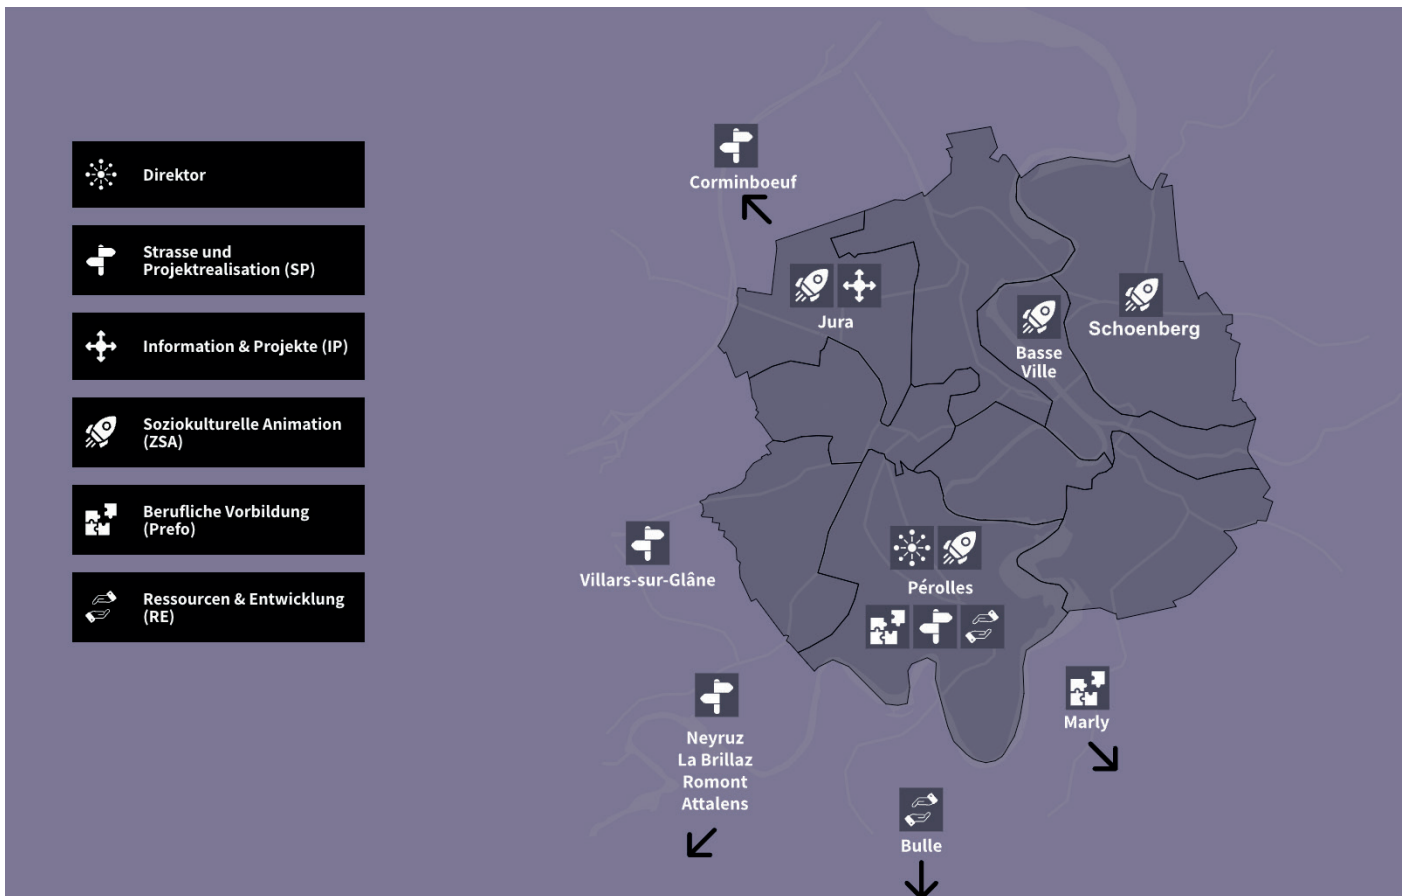 Direktor
Strasse und
Projektrealisation (SP)
Information & Projekte (IP)
Soziokulturelle Animation
(ZSA)
Berufliche Vorbildung
(Prefo)
Ressourcen & Entwicklung
(RE)
Corminboeuf
Jura
Basse
Ville
Schoenberg
Villars-sur-Glâne
Pérolles
Neyruz
La Brillaz
Romont
Attalens
Marly
Bulle